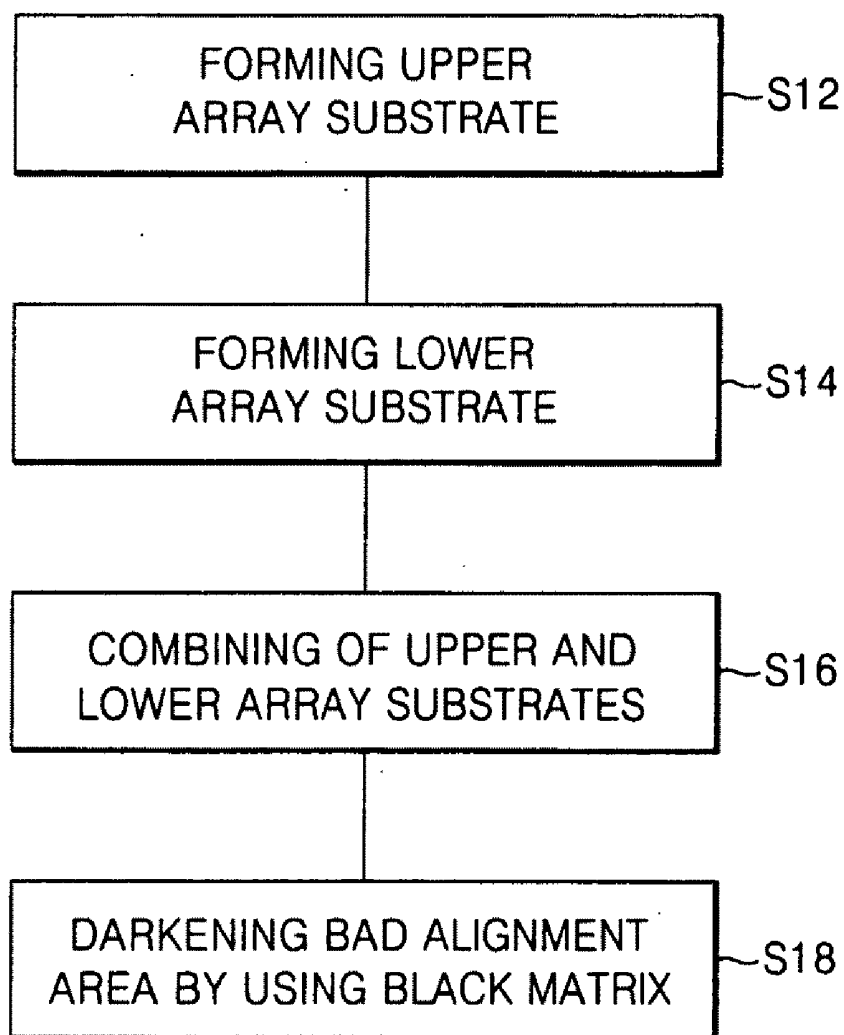 FORMING UPPER
ARRAY SUBSTRATE
S12
FORMING LOWER
ARRAY SUBSTRATE
S14
COMBINING OF UPPER AND
LOWER ARRAY SUBSTRATES
S16
DARKENING BAD ALIGNMENT
AREA BY USING BLACK MATRIX
S18